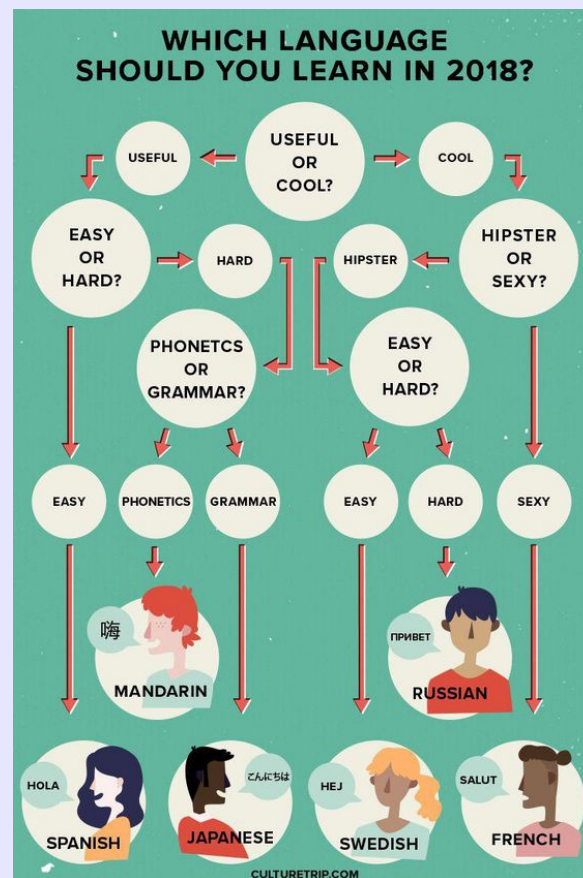 WHICH LANGUAGE
SHOULD YOU LEARN IN 2018?
USEFUL
OR
COOL?
USEFUL
COOL
EASY
OR
HARD?
HARD
HIPSTER
HIPSTER
OR
SEXY?
PHONETCS
OR
GRAMMAR?
EASY
OR
HARD?
EASY
PHONETICS
GRAMMAR
EASY
HARD
SEXY
嗨
MANDARIN
ПРИВЕТ
RUSSIAN
HOLA
SPANISH
こんにちは
JAPANESE
HEJ
SWEDISH
SALUT
FRENCH
CULTURETRIP.COM